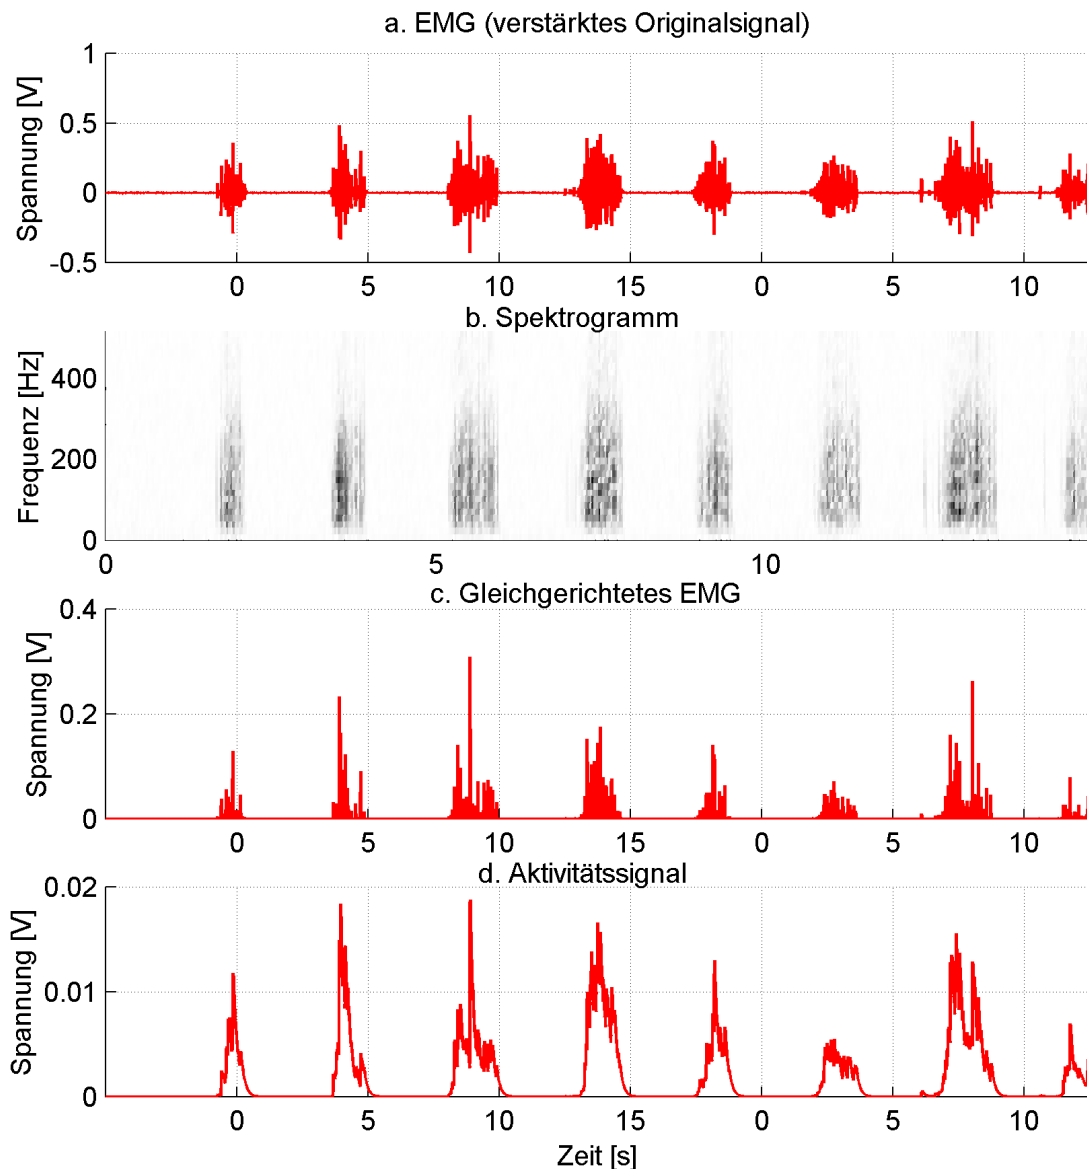 a. EMG (verstärktes Originalsignal)
1
0.5
0
-0.5
Spannung [V]
0 5 10 15 0 5 10
b. Spektrogramm
400
200
0
Frequenz [Hz]
0 5 10
c. Gleichgerichtetes EMG
0.4
0.2
0
Spannung [V]
0 5 10 15 0 5 10
d. Aktivitätssignal
0.02
0.01
0
Spannung [V]
0 5 10 15 0 5 10
Zeit [s]